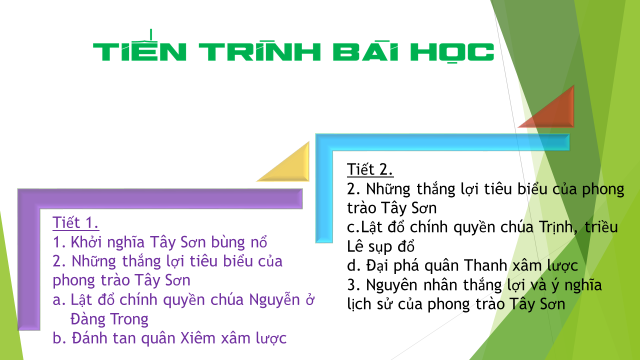 TIẾN TRÌNH BÀI HỌC
Tiết 1.
1. Khởi nghĩa Tây Sơn bùng nổ
2. Những thắng lợi tiêu biểu của
phong trào Tây Sơn
a. Lật đổ chính quyền chúa Nguyễn ở
Đàng Trong
b. Đánh tan quân Xiêm xâm lược
Tiết 2.
2. Những thắng lợi tiêu biểu của phong
trào Tây Sơn
c.Lật đổ chính quyền chúa Trịnh, triều
Lê sụp đổ
d. Đại phá quân Thanh xâm lược
3. Nguyên nhân thắng lợi và ý nghĩa
lịch sử của phong trào Tây Sơn